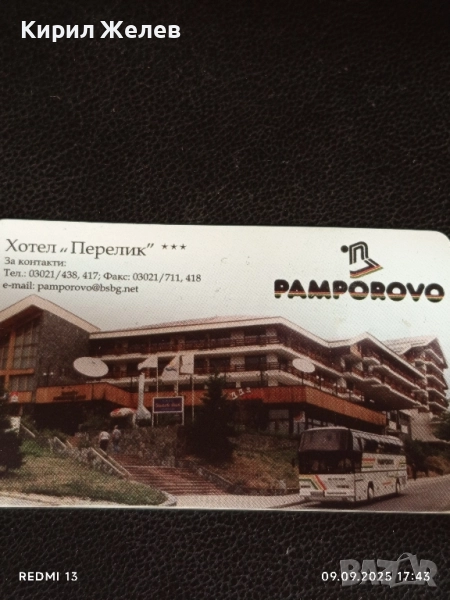 Кирил Желев
Хотел „Перелик” ***
За контакти:
Тел.: 03021/438, 417; Факс: 03021/711, 418
e-mail: pamporovo@bsbg.net
PAMPOROVO
REDMI 13
09.09.2025 17:43
BAZAR